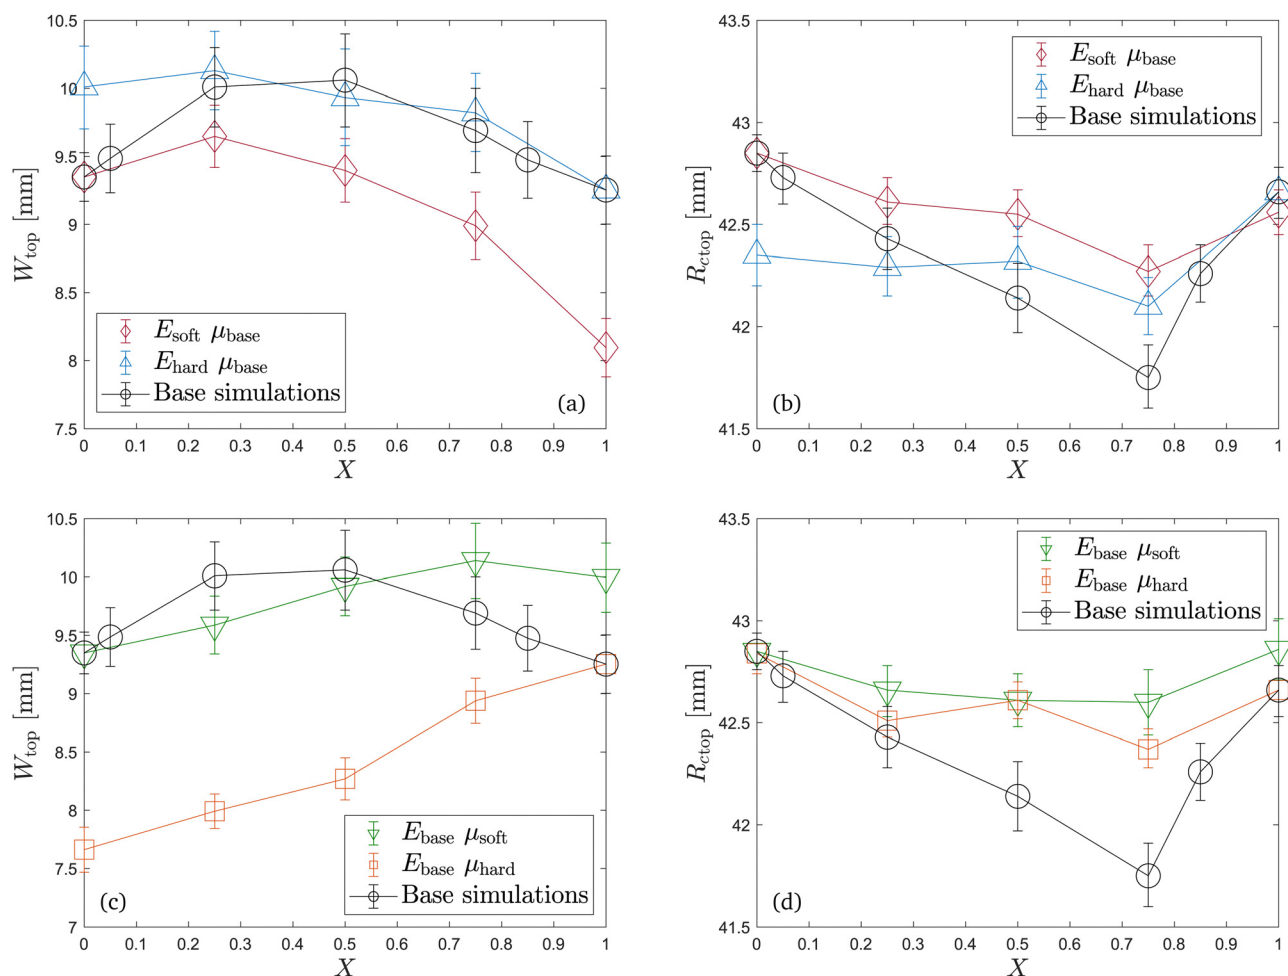 10.5
10
9.5
9
8.5
8
7.5
W_top [mm]
E_soft μ_base
E_hard μ_base
Base simulations
(a)
0 0.1 0.2 0.3 0.4 0.5 0.6 0.7 0.8 0.9 1
X
43.5
43
42.5
42
41.5
R_ctop [mm]
E_soft μ_base
E_hard μ_base
Base simulations
(b)
0 0.1 0.2 0.3 0.4 0.5 0.6 0.7 0.8 0.9 1
X
10.5
10
9.5
9
8.5
8
7.5
7
W_top [mm]
E_base μ_soft
E_base μ_hard
Base simulations
(c)
0 0.1 0.2 0.3 0.4 0.5 0.6 0.7 0.8 0.9 1
X
43.5
43
42.5
42
41.5
R_ctop [mm]
E_base μ_soft
E_base μ_hard
Base simulations
(d)
0 0.1 0.2 0.3 0.4 0.5 0.6 0.7 0.8 0.9 1
X